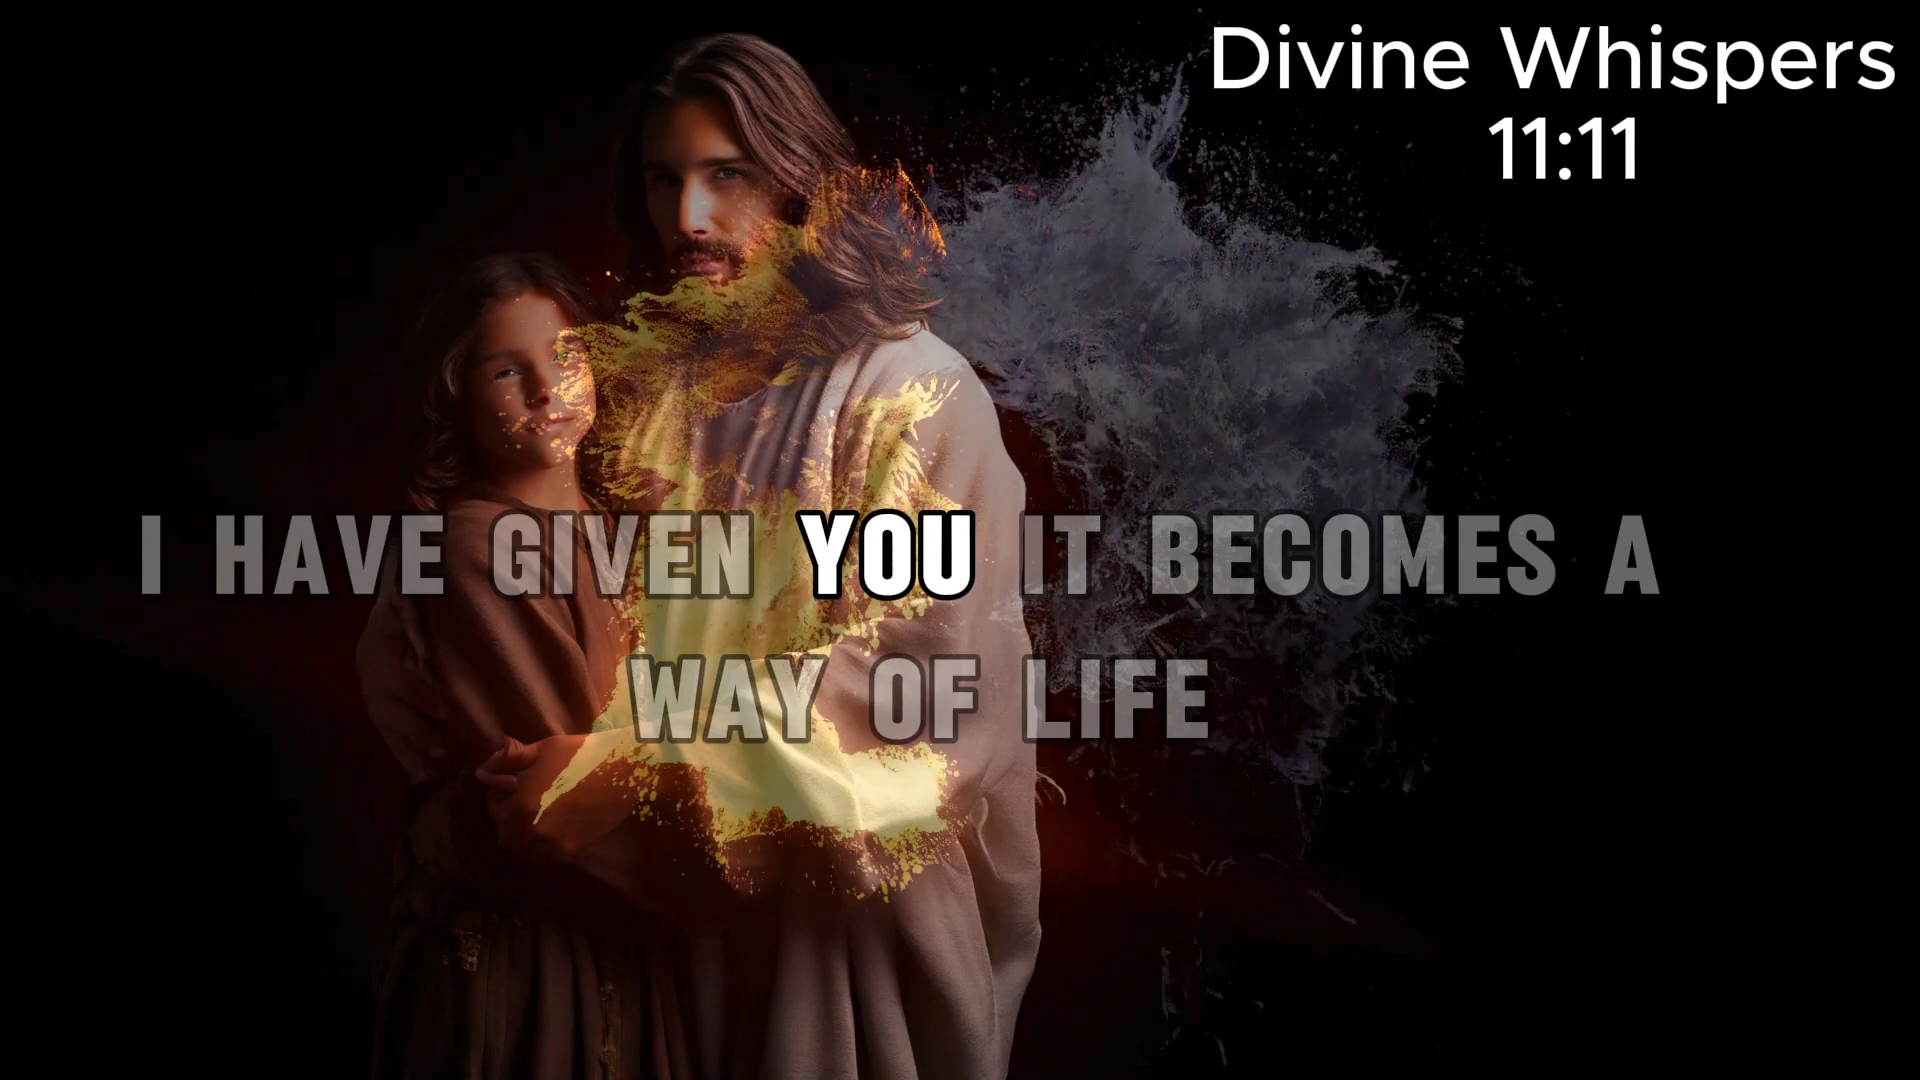 Divine Whispers
11:11
I HAVE GIVEN YOU IT BECOMES A
WAY OF LIFE